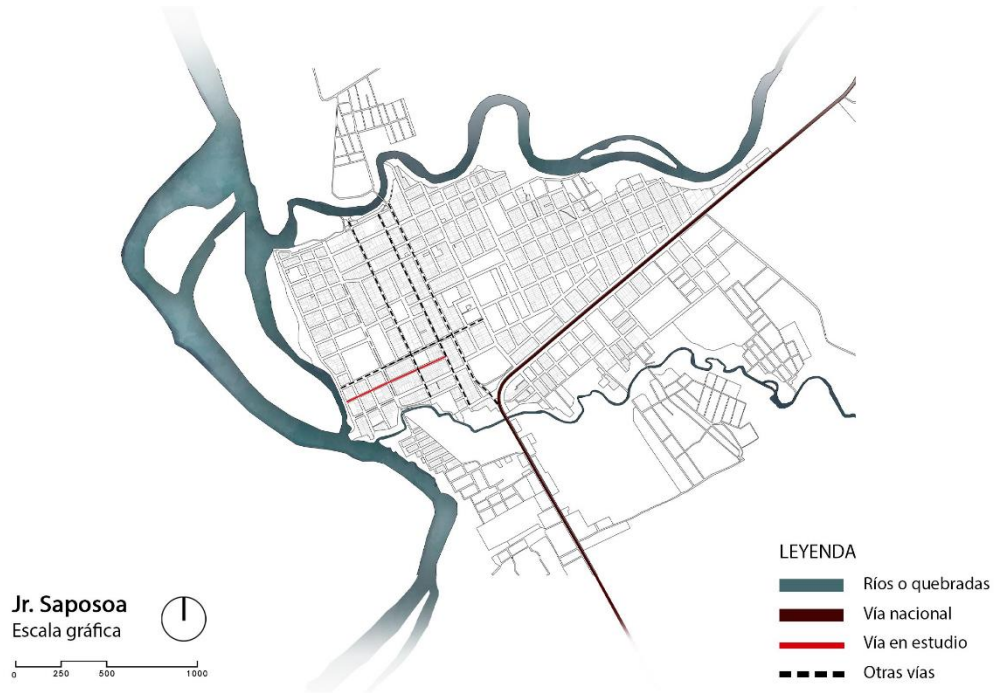 Jr. Saposoa
Escala gráfica
0 250 500 1000
LEYENDA
Ríos o quebradas
Vía nacional
Vía en estudio
Otras vías